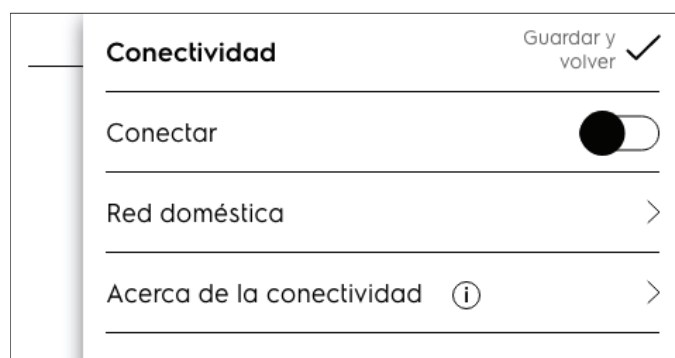 Conectividad
Guardar y
volver
Conectar
Red doméstica
Acerca de la conectividad